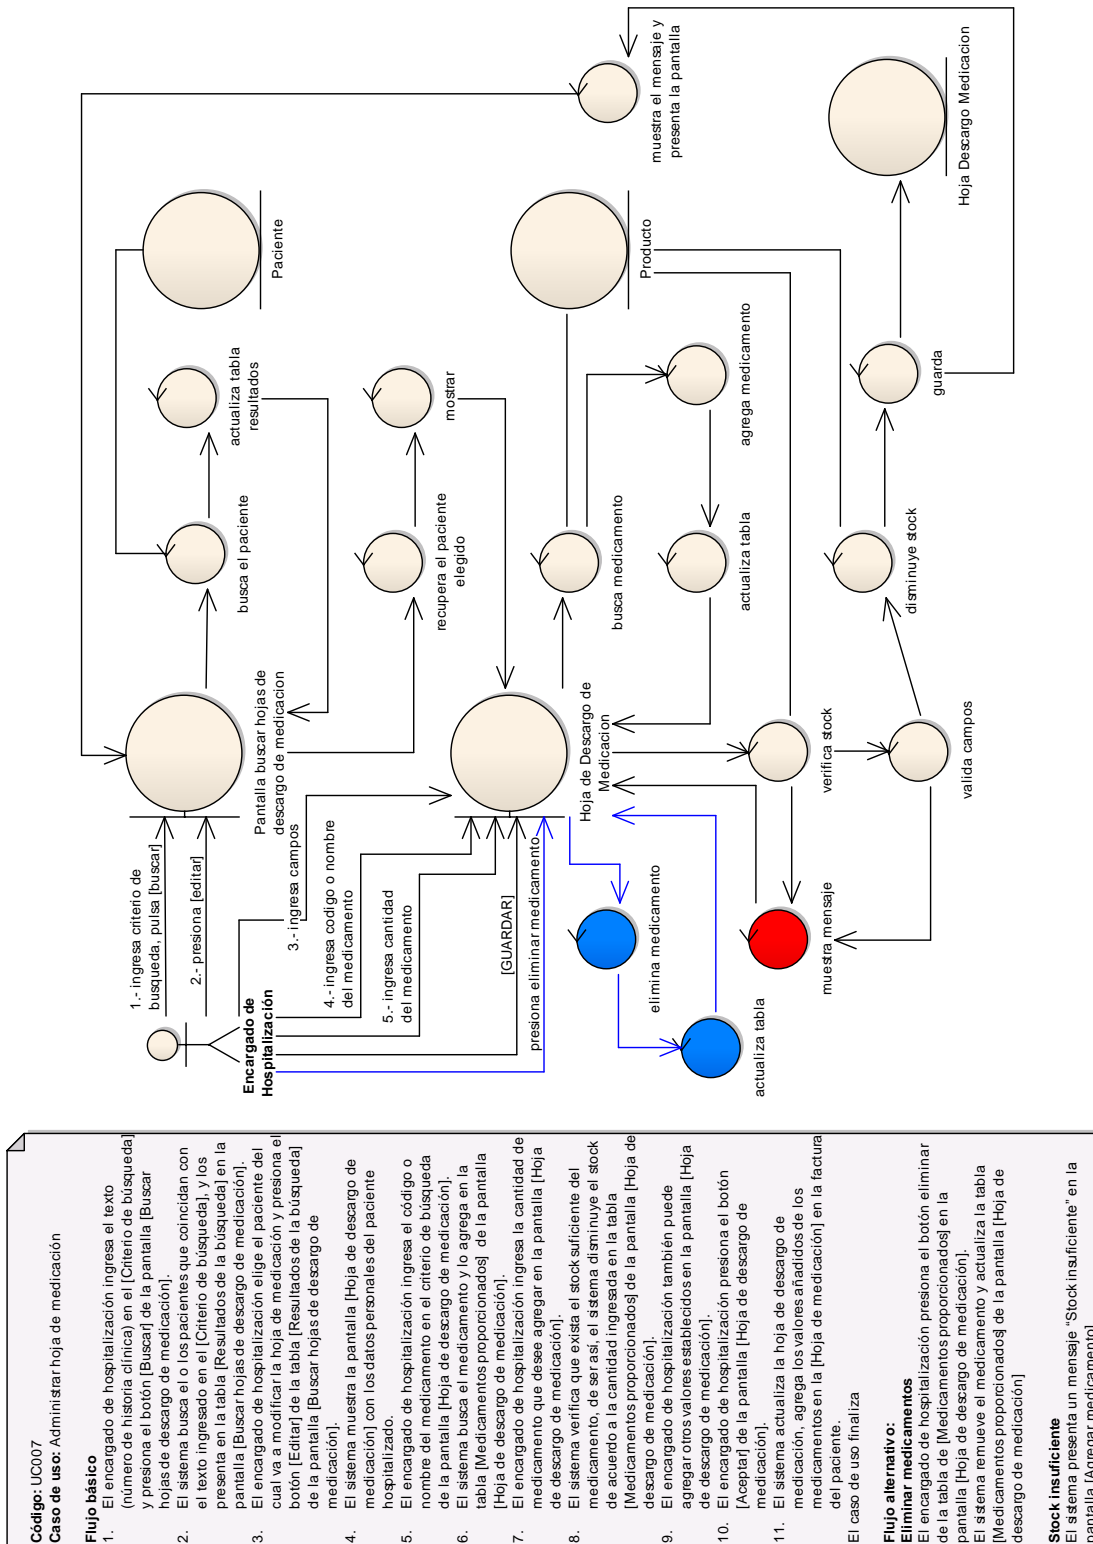 Código: UC007
Caso de uso: Administrar hoja de medicación
Flujo básico
1. El encargado de hospitalización ingresa el texto
(número de historia clínica) en el [Criterio de búsqueda]
y presiona el botón [Buscar] de la pantalla [Buscar
hojas de descargo de medicación].
2. El sistema busca el o los pacientes que coincidan con
el texto ingresado en el [Criterio de búsqueda], y los
presenta en la tabla [Resultados de la búsqueda] en la
pantalla [Buscar hojas de descargo de medicación].
3. El encargado de hospitalización elige el paciente del
cual va a modificar la hoja de medicación y presiona el
botón [Editar] de la tabla [Resultados de la búsqueda]
de la pantalla [Buscar hojas de descargo de
medicación].
4. El sistema muestra la pantalla [Hoja de descargo de
medicación] con los datos personales del paciente
hospitalizado.
5. El encargado de hospitalización ingresa el código o
nombre del medicamento en el criterio de búsqueda
de la pantalla [Hoja de descargo de medicación].
6. El sistema busca el medicamento y lo agrega en la
tabla [Medicamentos proporcionados] de la pantalla
[Hoja de descargo de medicación].
7. El encargado de hospitalización ingresa la cantidad de
medicamento que desee agregar en la pantalla [Hoja
de descargo de medicación].
8. El sistema verifica que exista el stock suficiente del
medicamento, de ser así, el sistema disminuye el stock
de acuerdo a la cantidad ingresada en la tabla
[Medicamentos proporcionados] de la pantalla [Hoja de
descargo de medicación].
9. El encargado de hospitalización también puede
agregar otros valores establecidos en la pantalla [Hoja
de descargo de medicación].
10. El encargado de hospitalización presiona el botón
[Aceptar] de la pantalla [Hoja de descargo de
medicación].
11. El sistema actualiza la hoja de descargo de
medicación, agrega los valores añadidos de los
medicamentos en la [Hoja de medicación] en la factura
del paciente.
El caso de uso finaliza
Flujo alternativo:
Eliminar medicamentos
El encargado de hospitalización presiona el botón eliminar
de la tabla de [Medicamentos proporcionados] en la
pantalla [Hoja de descargo de medicación].
El sistema remueve el medicamento y actualiza la tabla
[Medicamentos proporcionados] de la pantalla [Hoja de
descargo de medicación]
Stock insuficiente
El sistema presenta un mensaje "Stock insuficiente" en la
pantalla [Agregar medicamento]
Encargado de
Hospitalización
1.- ingresa criterio de
busqueda, pulsa [buscar]
2.- presiona [editar]
3.- ingresa campos
4.- ingresa codigo o nombre
del medicamento
5.- ingresa cantidad
del medicamento
[GUARDAR]
presiona eliminar medicamento
Pantalla buscar hojas de
descargo de medicacion
busca el paciente
actualiza tabla
resultados
Paciente
recupera el paciente
elegido
mostrar
Hoja de Descargo de
Medicacion
busca medicamento
agrega medicamento
actualiza tabla
Producto
elimina medicamento
actualiza tabla
muestra mensaje
verifica stock
valida campos
disminuye stock
guarda
Hoja Descargo Medicacion
muestra el mensaje y
presenta la pantalla